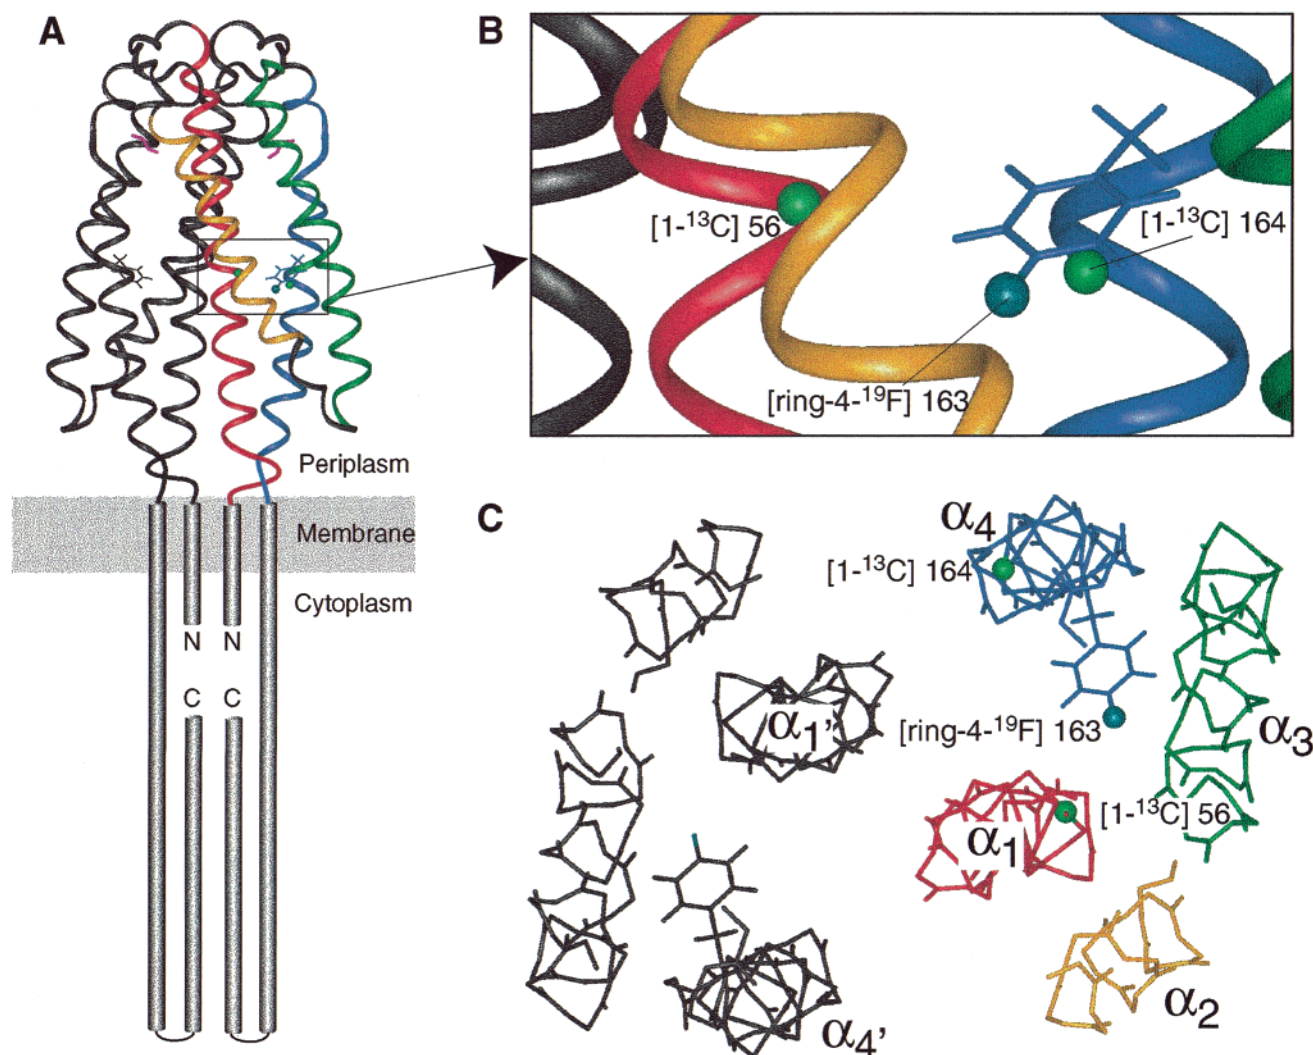 A
B
[1-¹³C] 56
[1-¹³C] 164
[ring-4-¹⁹F] 163
Periplasm
Membrane
Cytoplasm
N N
C C
C
α₄
[1-¹³C] 164
α₁'
[ring-4-¹⁹F] 163
α₃
[1-¹³C] 56
α₁
α₂
α₄'